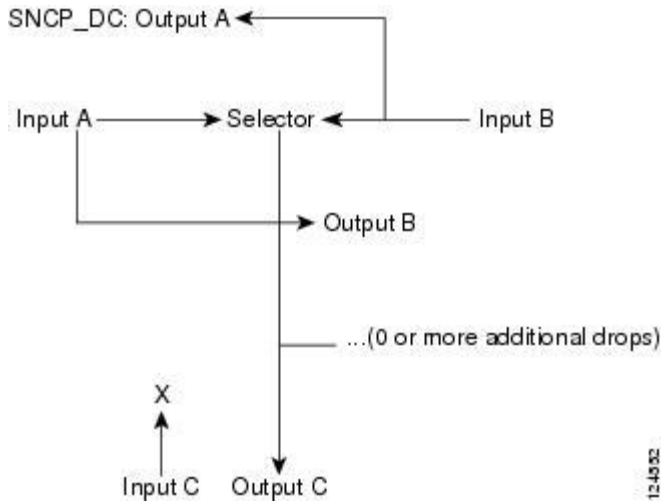 SNCP_DC: Output A
Input A
Selector
Input B
Output B
...(0 or more additional drops)
X
Input C
Output C
124552